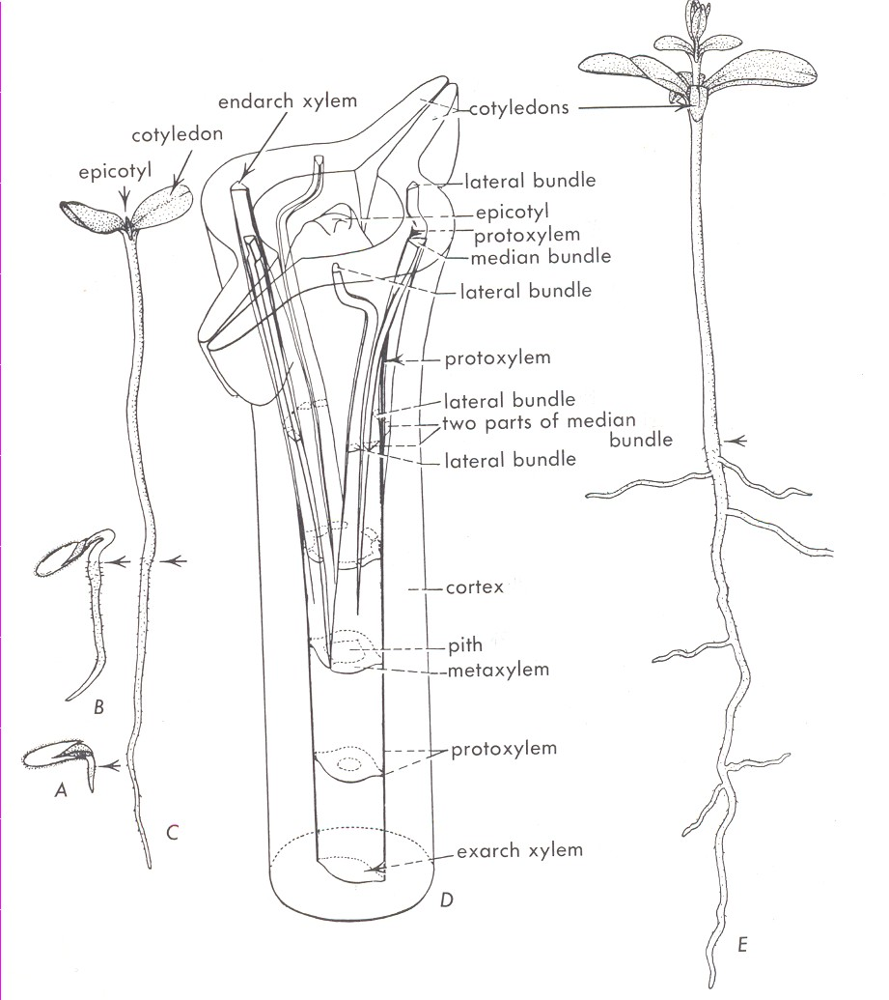 endarch xylem
cotyledon
epicotyl
cotyledons
lateral bundle
epicotyl
protoxylem
median bundle
lateral bundle
protoxylem
lateral bundle
two parts of median
bundle
lateral bundle
cortex
pith
metaxylem
protoxylem
exarch xylem
A
B
C
D
E